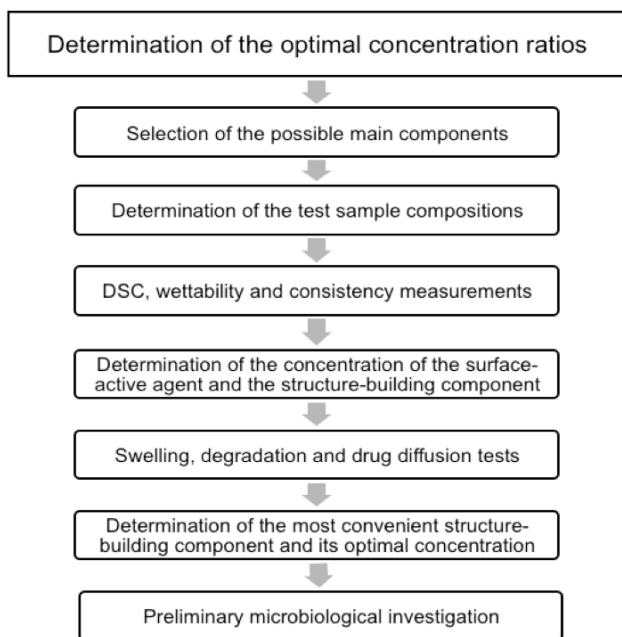 Determination of the optimal concentration ratios
Selection of the possible main components
Determination of the test sample compositions
DSC, wettability and consistency measurements
Determination of the concentration of the surface-
active agent and the structure-building component
Swelling, degradation and drug diffusion tests
Determination of the most convenient structure-
building component and its optimal concentration
Preliminary microbiological investigation